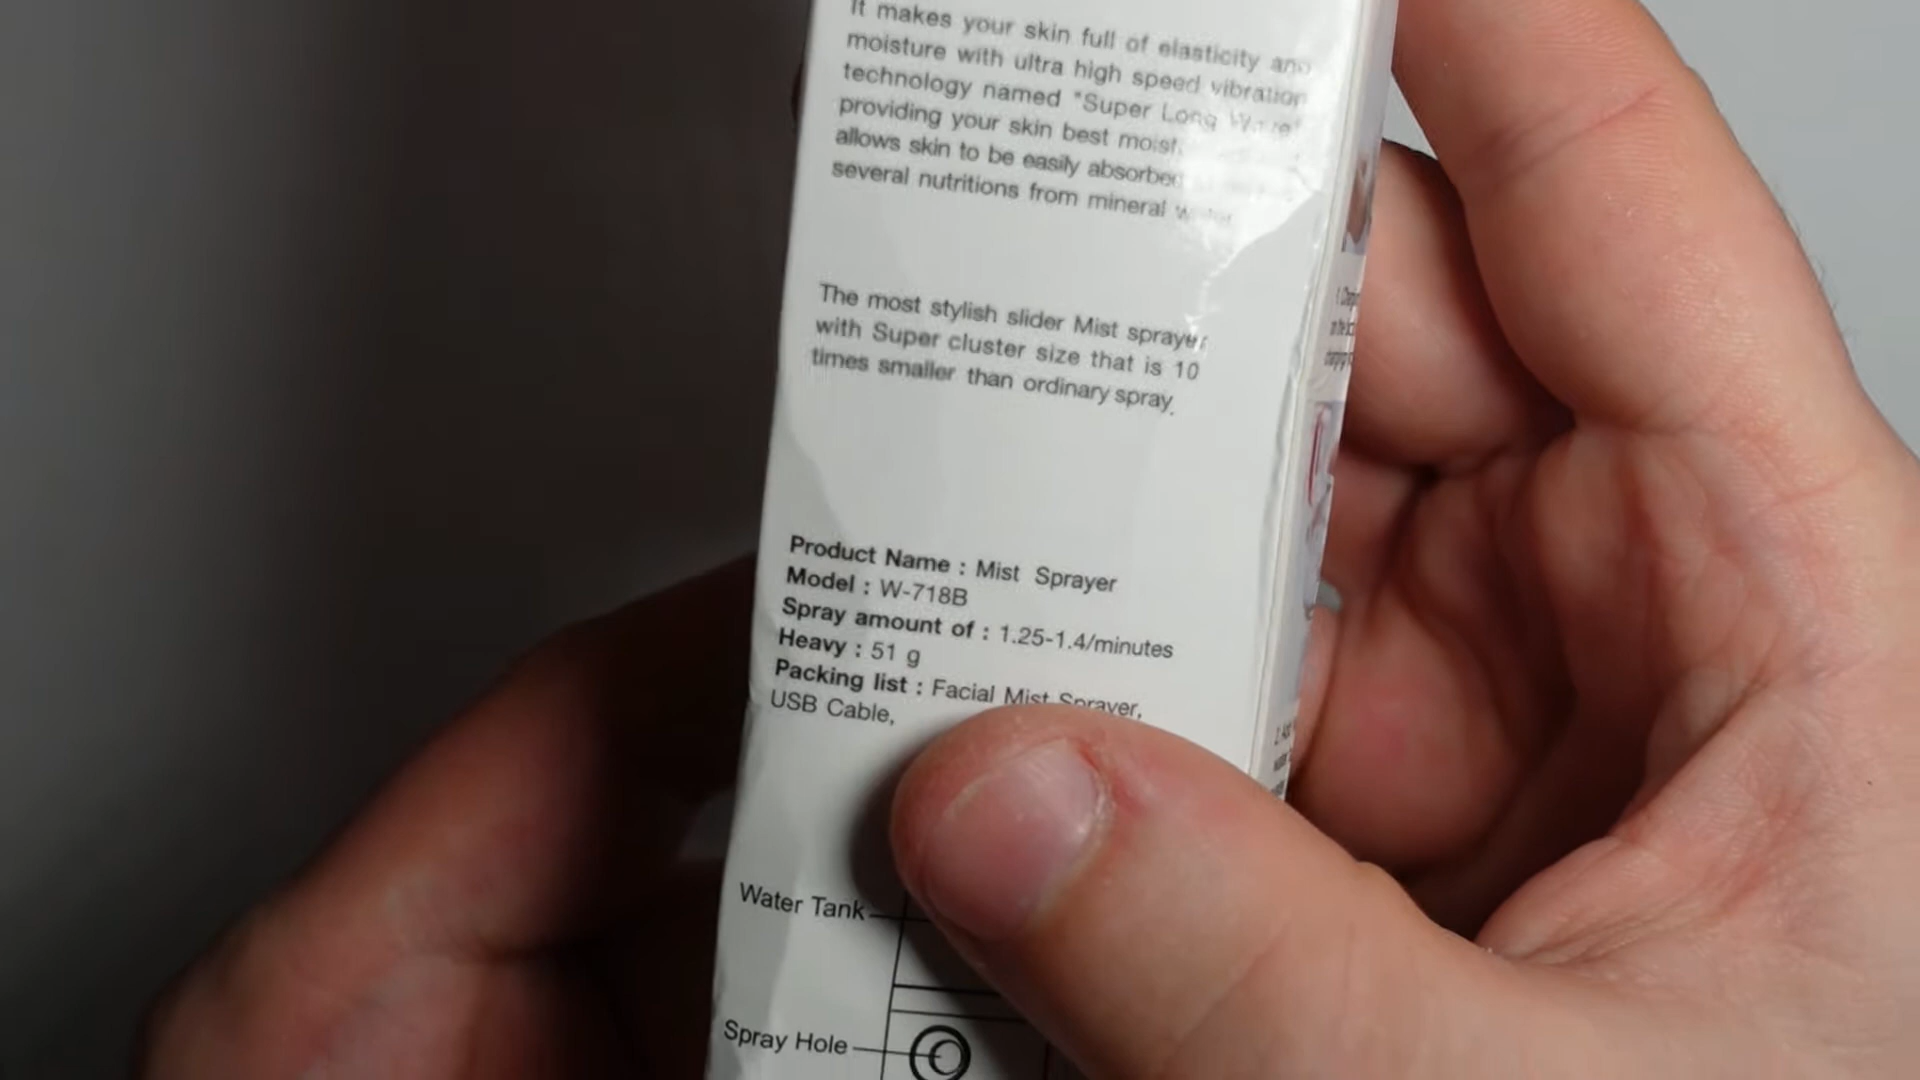 It makes your skin full of elasticity and
moisture with ultra high speed vibration
technology named "Super Long Wave"
providing your skin best
allows skin to be easily absorbed
several nutritions from mineral water
The most stylish slider Mist sprayer
with Super cluster size that is 10
times smaller than ordinary spray.
Product Name : Mist Sprayer
Model : W-718B
Spray amount of : 1.25-1.4/minutes
Heavy : 51 g
Packing list : Facial Mist Sprayer,
USB Cable,
Water Tank
Spray Hole